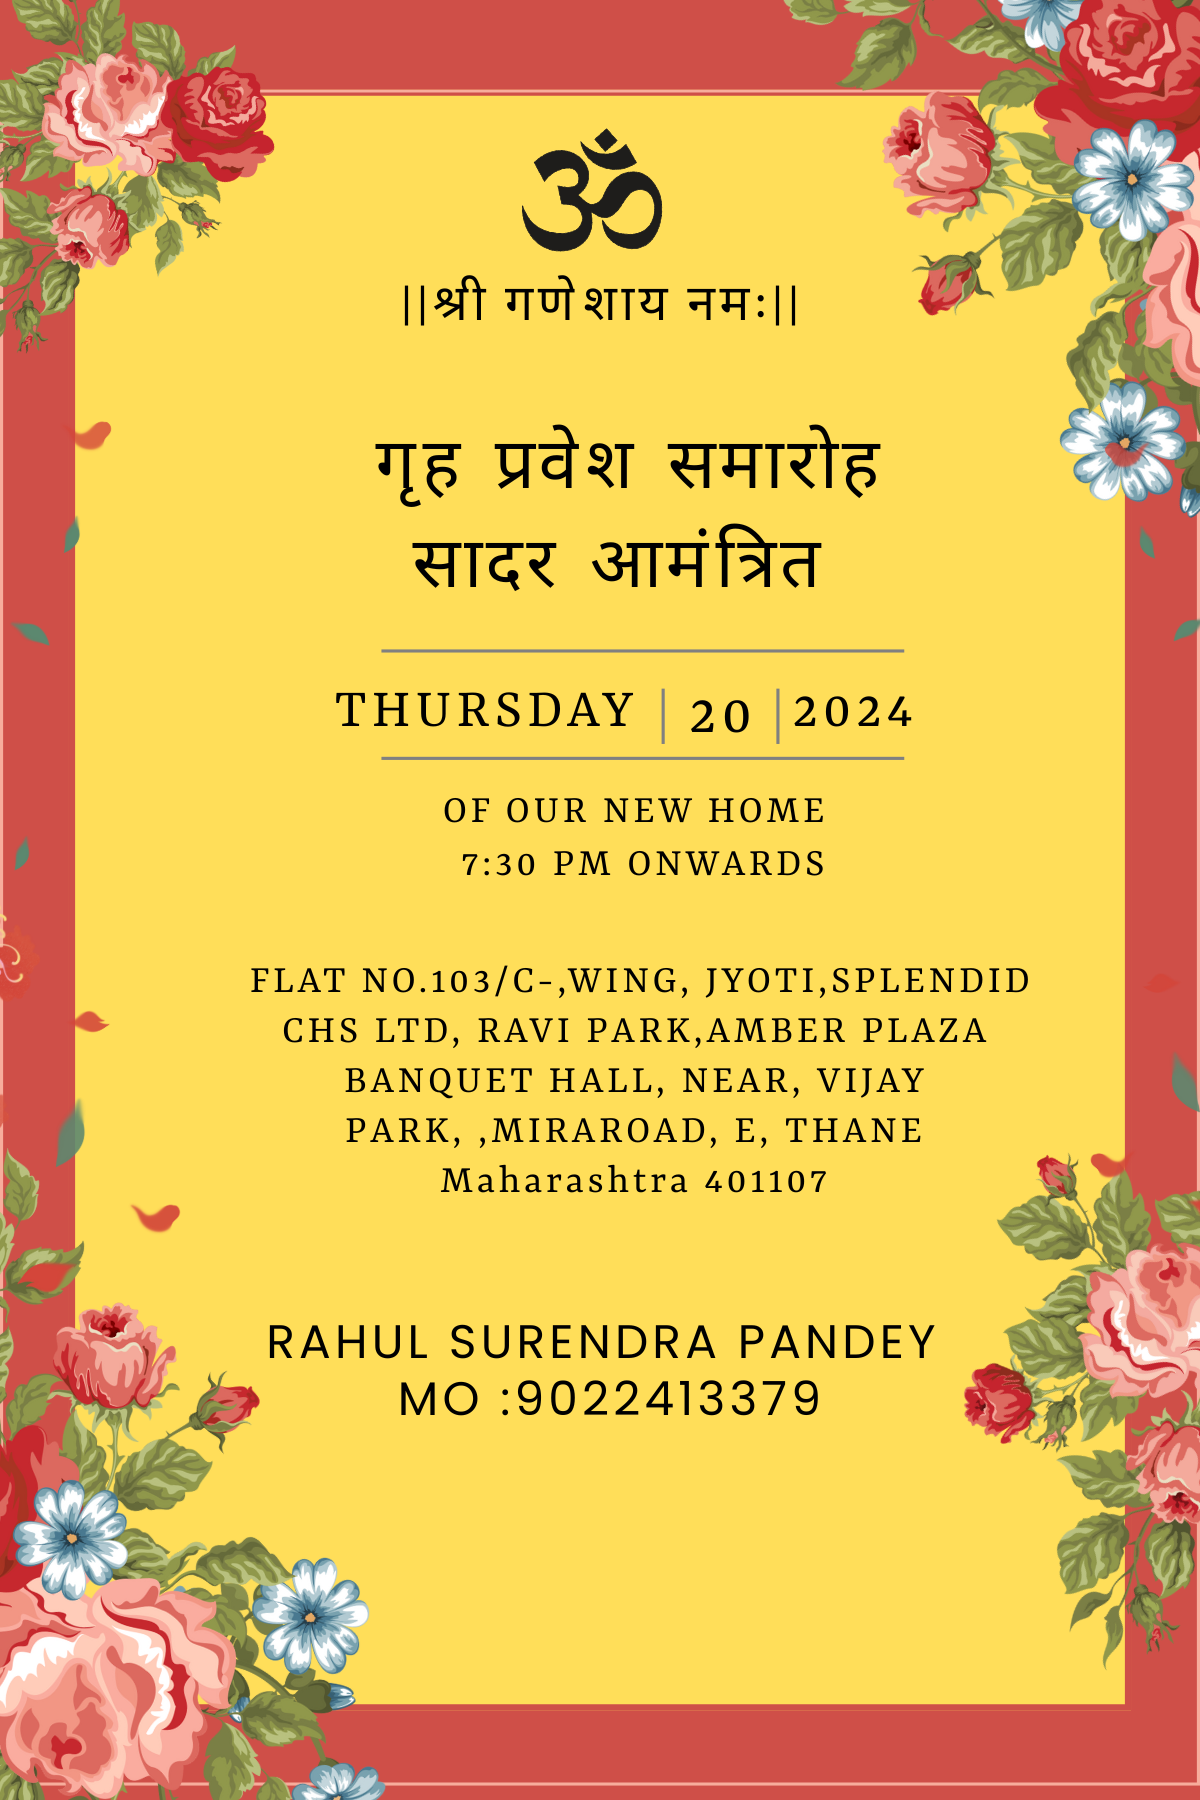 ॐ
||श्री गणेशाय नमः||
गृह प्रवेश समारोह
सादर आमंत्रित
THURSDAY | 20 | 2024
OF OUR NEW HOME
7:30 PM ONWARDS
FLAT NO.103/C-,WING, JYOTI,SPLENDID
CHS LTD, RAVI PARK,AMBER PLAZA
BANQUET HALL, NEAR, VIJAY
PARK, ,MIRAROAD, E, THANE
Maharashtra 401107
RAHUL SURENDRA PANDEY
MO :9022413379